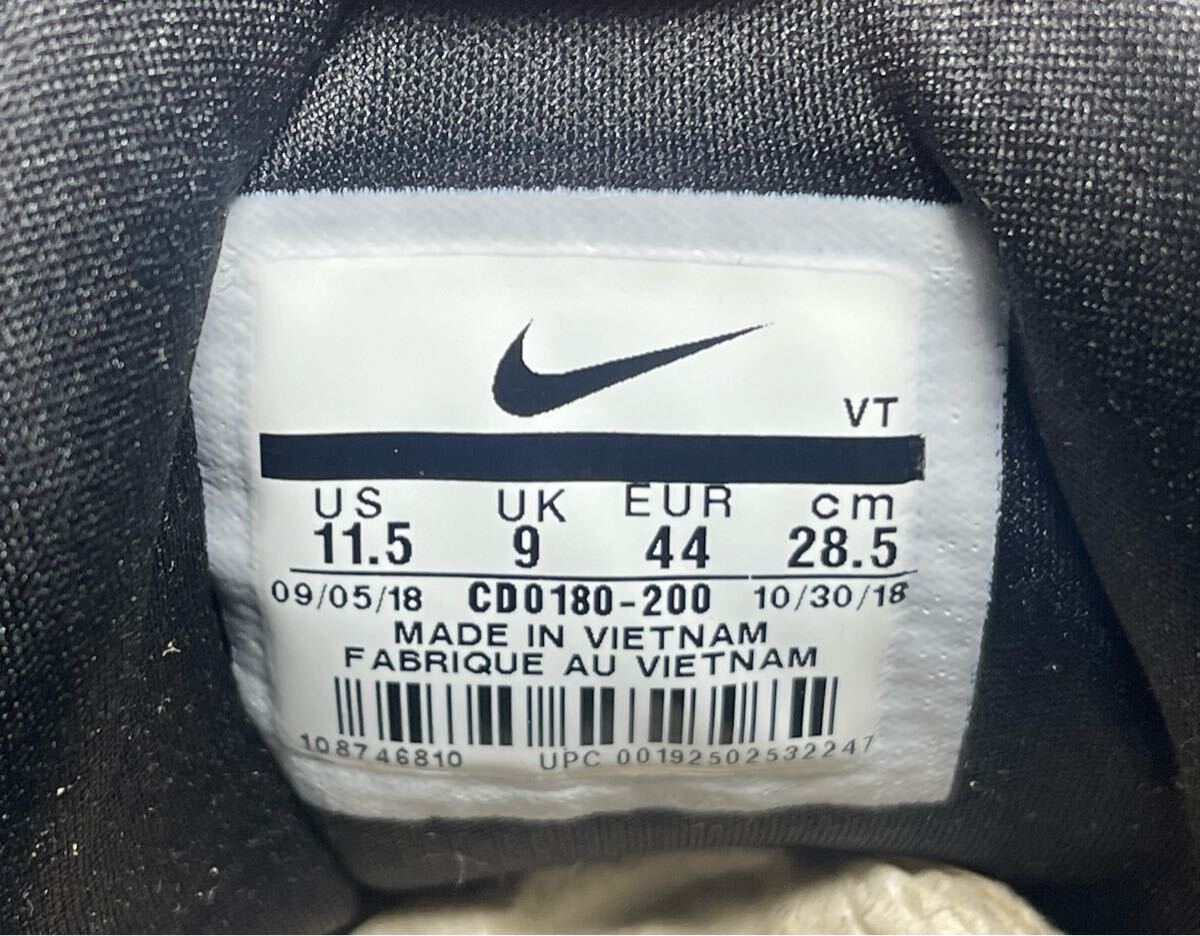 VT
US UK EUR cm
11.5 9 44 28.5
09/05/18 CD0180-200 10/30/18
MADE IN VIETNAM
FABRIQUE AU VIETNAM
108746810 UPC 00192502532247